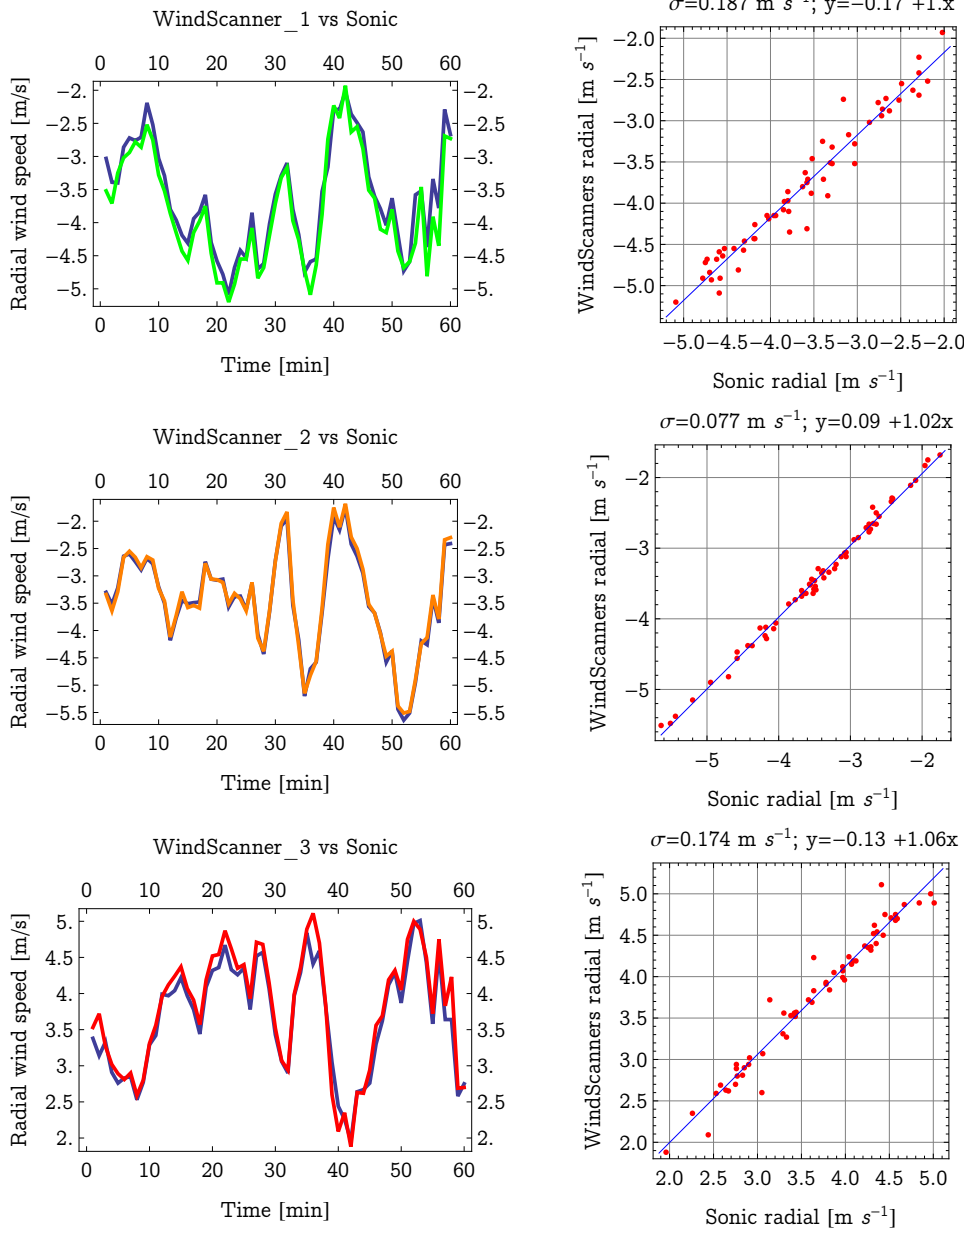 WindScanner_1 vs Sonic
0 10 20 30 40 50 60
Radial wind speed [m/s]
−2. −2.
−2.5 −2.5
−3. −3.
−3.5 −3.5
−4. −4.
−4.5 −4.5
−5. −5.
0 10 20 30 40 50 60
Time [min]
σ=0.187 m s⁻¹; y=−0.17 +1.x
WindScanners radial [m s⁻¹]
−2.0
−2.5
−3.0
−3.5
−4.0
−4.5
−5.0
−5.0 −4.5 −4.0 −3.5 −3.0 −2.5 −2.0
Sonic radial [m s⁻¹]
WindScanner_2 vs Sonic
0 10 20 30 40 50 60
Radial wind speed [m/s]
−2. −2.
−2.5 −2.5
−3. −3.
−3.5 −3.5
−4. −4.
−4.5 −4.5
−5. −5.
−5.5 −5.5
0 10 20 30 40 50 60
Time [min]
σ=0.077 m s⁻¹; y=0.09 +1.02x
WindScanners radial [m s⁻¹]
−2
−3
−4
−5
−5 −4 −3 −2
Sonic radial [m s⁻¹]
WindScanner_3 vs Sonic
0 10 20 30 40 50 60
Radial wind speed [m/s]
5. 5.
4.5 4.5
4. 4.
3.5 3.5
3. 3.
2.5 2.5
2. 2.
0 10 20 30 40 50 60
Time [min]
σ=0.174 m s⁻¹; y=−0.13 +1.06x
WindScanners radial [m s⁻¹]
5.0
4.5
4.0
3.5
3.0
2.5
2.0
2.0 2.5 3.0 3.5 4.0 4.5 5.0
Sonic radial [m s⁻¹]